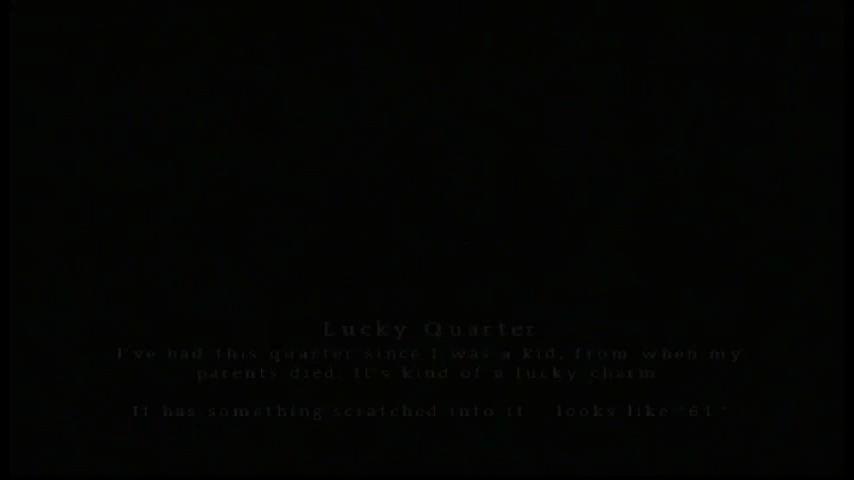 Lucky Quarter
I've had this quarter since I was a kid, from when my
parents died. It's kind of a lucky charm.
It has something scratched into it... looks like "61."